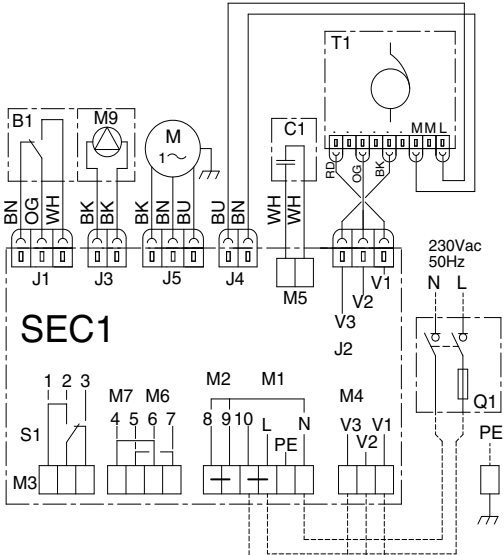 T1
B1
M9
M
1~
C1
M M L
RD
OG
BK
BN
OG
WH
BK
BK
BK
BN
BU
BU
BN
WH
WH
J1
J3
J5
J4
M5
V1
V2
V3
J2
230Vac
50Hz
N L
SEC1
Q1
PE
1 2 3
S1
M3
M7 M6
4 5 6 7
M2 M1
8 9 10 L PE N
M4
V3 V2 V1